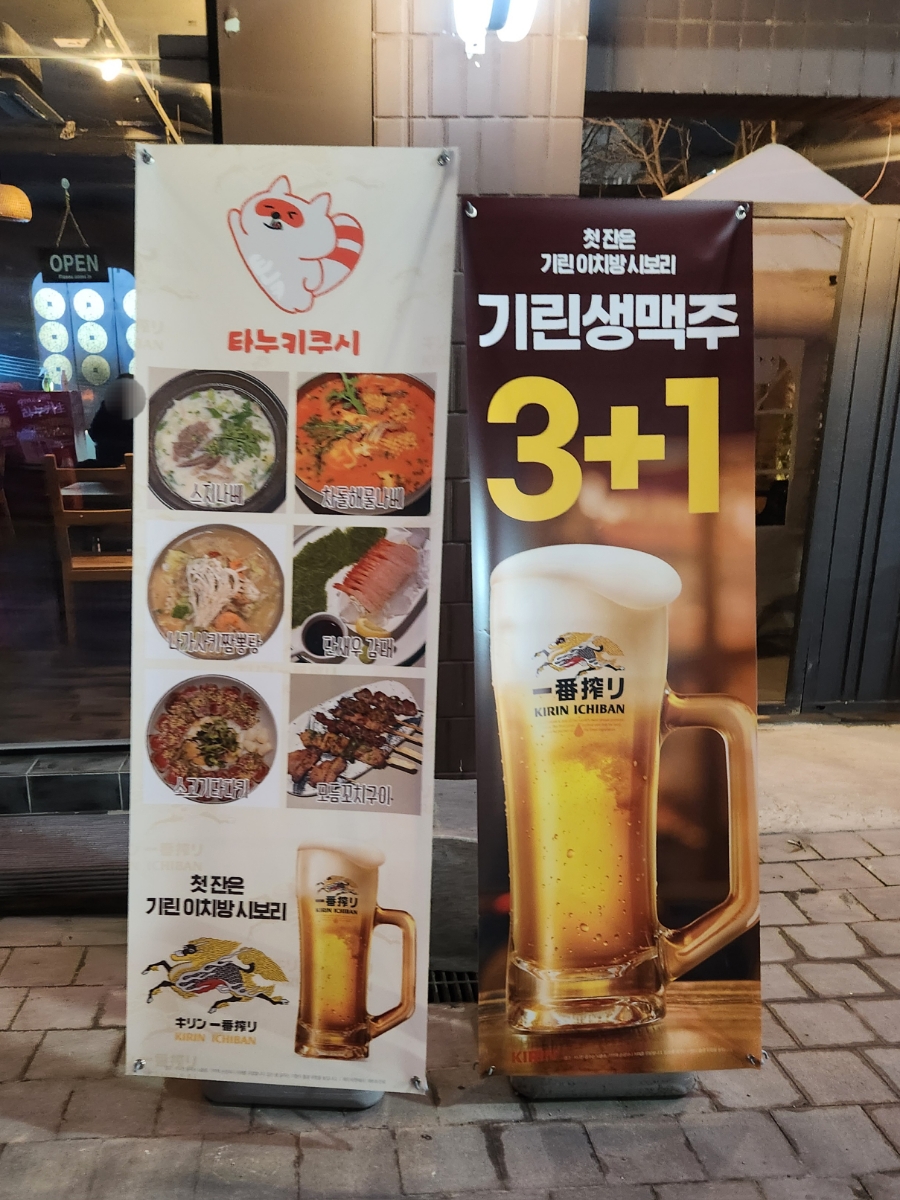 OPEN
타누키쿠시
스지나베
차돌해물나베
나가사키짬뽕탕
단새우 감태
소고기타다키
모듬꼬치구이
첫 잔은
기린 이치방 시보리
キリン 一番搾り
KIRIN ICHIBAN
一番搾り
KIRIN ICHIBAN
첫 잔은
기린 이치방 시보리
기린생맥주
3+1
一番搾り
KIRIN ICHIBAN